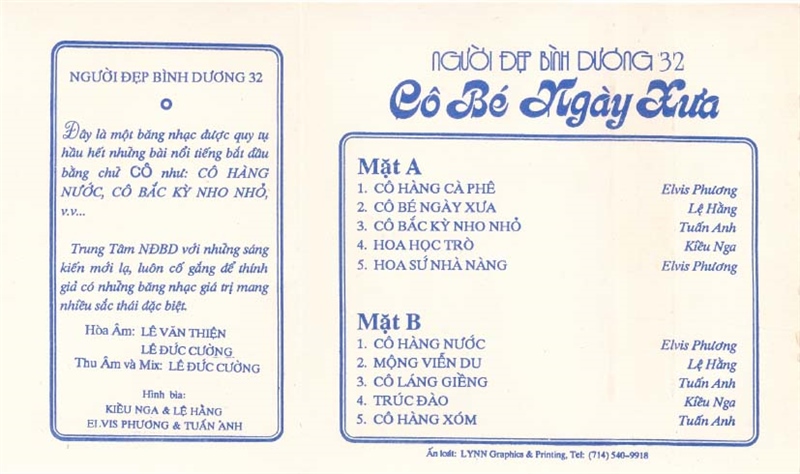 NGƯỜI ĐẸP BÌNH DƯƠNG 32
Đây là một băng nhạc được quy tụ
hầu hết những bài nổi tiếng bắt đầu
bằng chữ CÔ như: CÔ HÀNG
NƯỚC, CÔ BẮC KỲ NHO NHỎ,
v.v...
Trung Tâm NĐBD với những sáng
kiến mới lạ, luôn cố gắng để thính
giả có những băng nhạc giá trị mang
nhiều sắc thái đặc biệt.
Hòa Âm: LÊ VĂN THIỆN
LÊ ĐỨC CƯỜNG
Thu Âm và Mix: LÊ ĐỨC CƯỜNG
Hình bìa:
KIỀU NGA & LỆ HẰNG
ELVIS PHƯƠNG & TUẤN ANH
NGƯỜI ĐẸP BÌNH DƯƠNG 32
Cô Bé Ngày Xưa
Mặt A
1. CÔ HÀNG CÀ PHÊ Elvis Phương
2. CÔ BÉ NGÀY XƯA Lệ Hằng
3. CÔ BẮC KỲ NHO NHỎ Tuấn Anh
4. HOA HỌC TRÒ Kiều Nga
5. HOA SỨ NHÀ NÀNG Elvis Phương
Mặt B
1. CÔ HÀNG NƯỚC Elvis Phương
2. MỘNG VIỄN DU Lệ Hằng
3. CÔ LÁNG GIỀNG Tuấn Anh
4. TRÚC ĐÀO Kiều Nga
5. CÔ HÀNG XÓM Tuấn Anh
Ấn loát: LYNN Graphics & Printing, Tel: (714) 540-9918